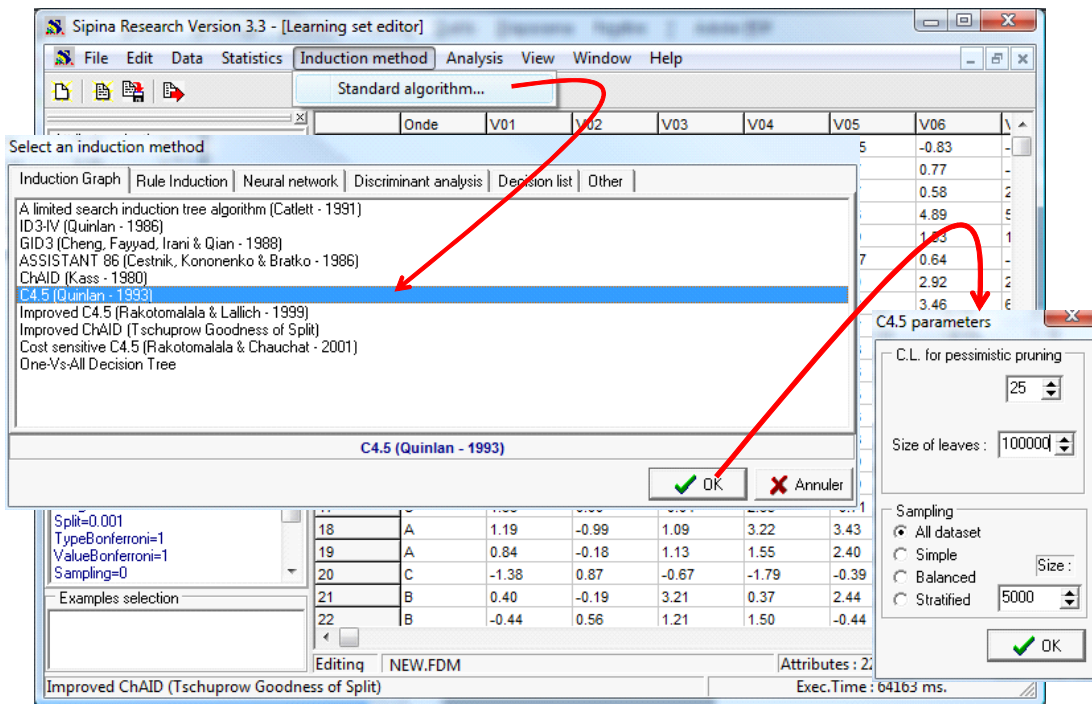 Sipina Research Version 3.3 - [Learning set editor]
File Edit Data Statistics Induction method Analysis View Window Help
Standard algorithm...
Onde V01 V02 V03 V04 V05 V06
Select an induction method
Induction Graph Rule Induction Neural network Discriminant analysis Decision list Other
A limited search induction tree algorithm (Catlett - 1991)
ID3-IV (Quinlan - 1986)
GID3 (Cheng, Fayyad, Irani & Qian - 1988)
ASSISTANT 86 (Cestnik, Kononenko & Bratko - 1986)
ChAID (Kass - 1980)
C4.5 (Quinlan - 1993)
Improved C4.5 (Rakotomalala & Lallich - 1999)
Improved ChAID (Tschuprow Goodness of Split)
Cost sensitive C4.5 (Rakotomalala & Chauchat - 2001)
One-Vs-All Decision Tree
C4.5 (Quinlan - 1993)
OK Annuler
5 -0.83 -
0.77 -
0.58 2
4.89 5
1
7 0.64 -
2.92 2
3.46 6
C4.5 parameters
C.L. for pessimistic pruning
25
Size of leaves : 100000
Sampling
All dataset
Simple
Balanced
Stratified
Size :
5000
OK
Split=0.001
TypeBonferroni=1
ValueBonferroni=1
Sampling=0
Examples selection
18 A 1.19 -0.99 1.09 3.22 3.43
19 A 0.84 -0.18 1.13 1.55 2.40
20 C -1.38 0.87 -0.67 -1.79 -0.39
21 B 0.40 -0.19 3.21 0.37 2.44
22 B -0.44 0.56 1.21 1.50 -0.44
Editing NEW.FDM Attributes : 22
Improved ChAID (Tschuprow Goodness of Split) Exec.Time : 64163 ms.